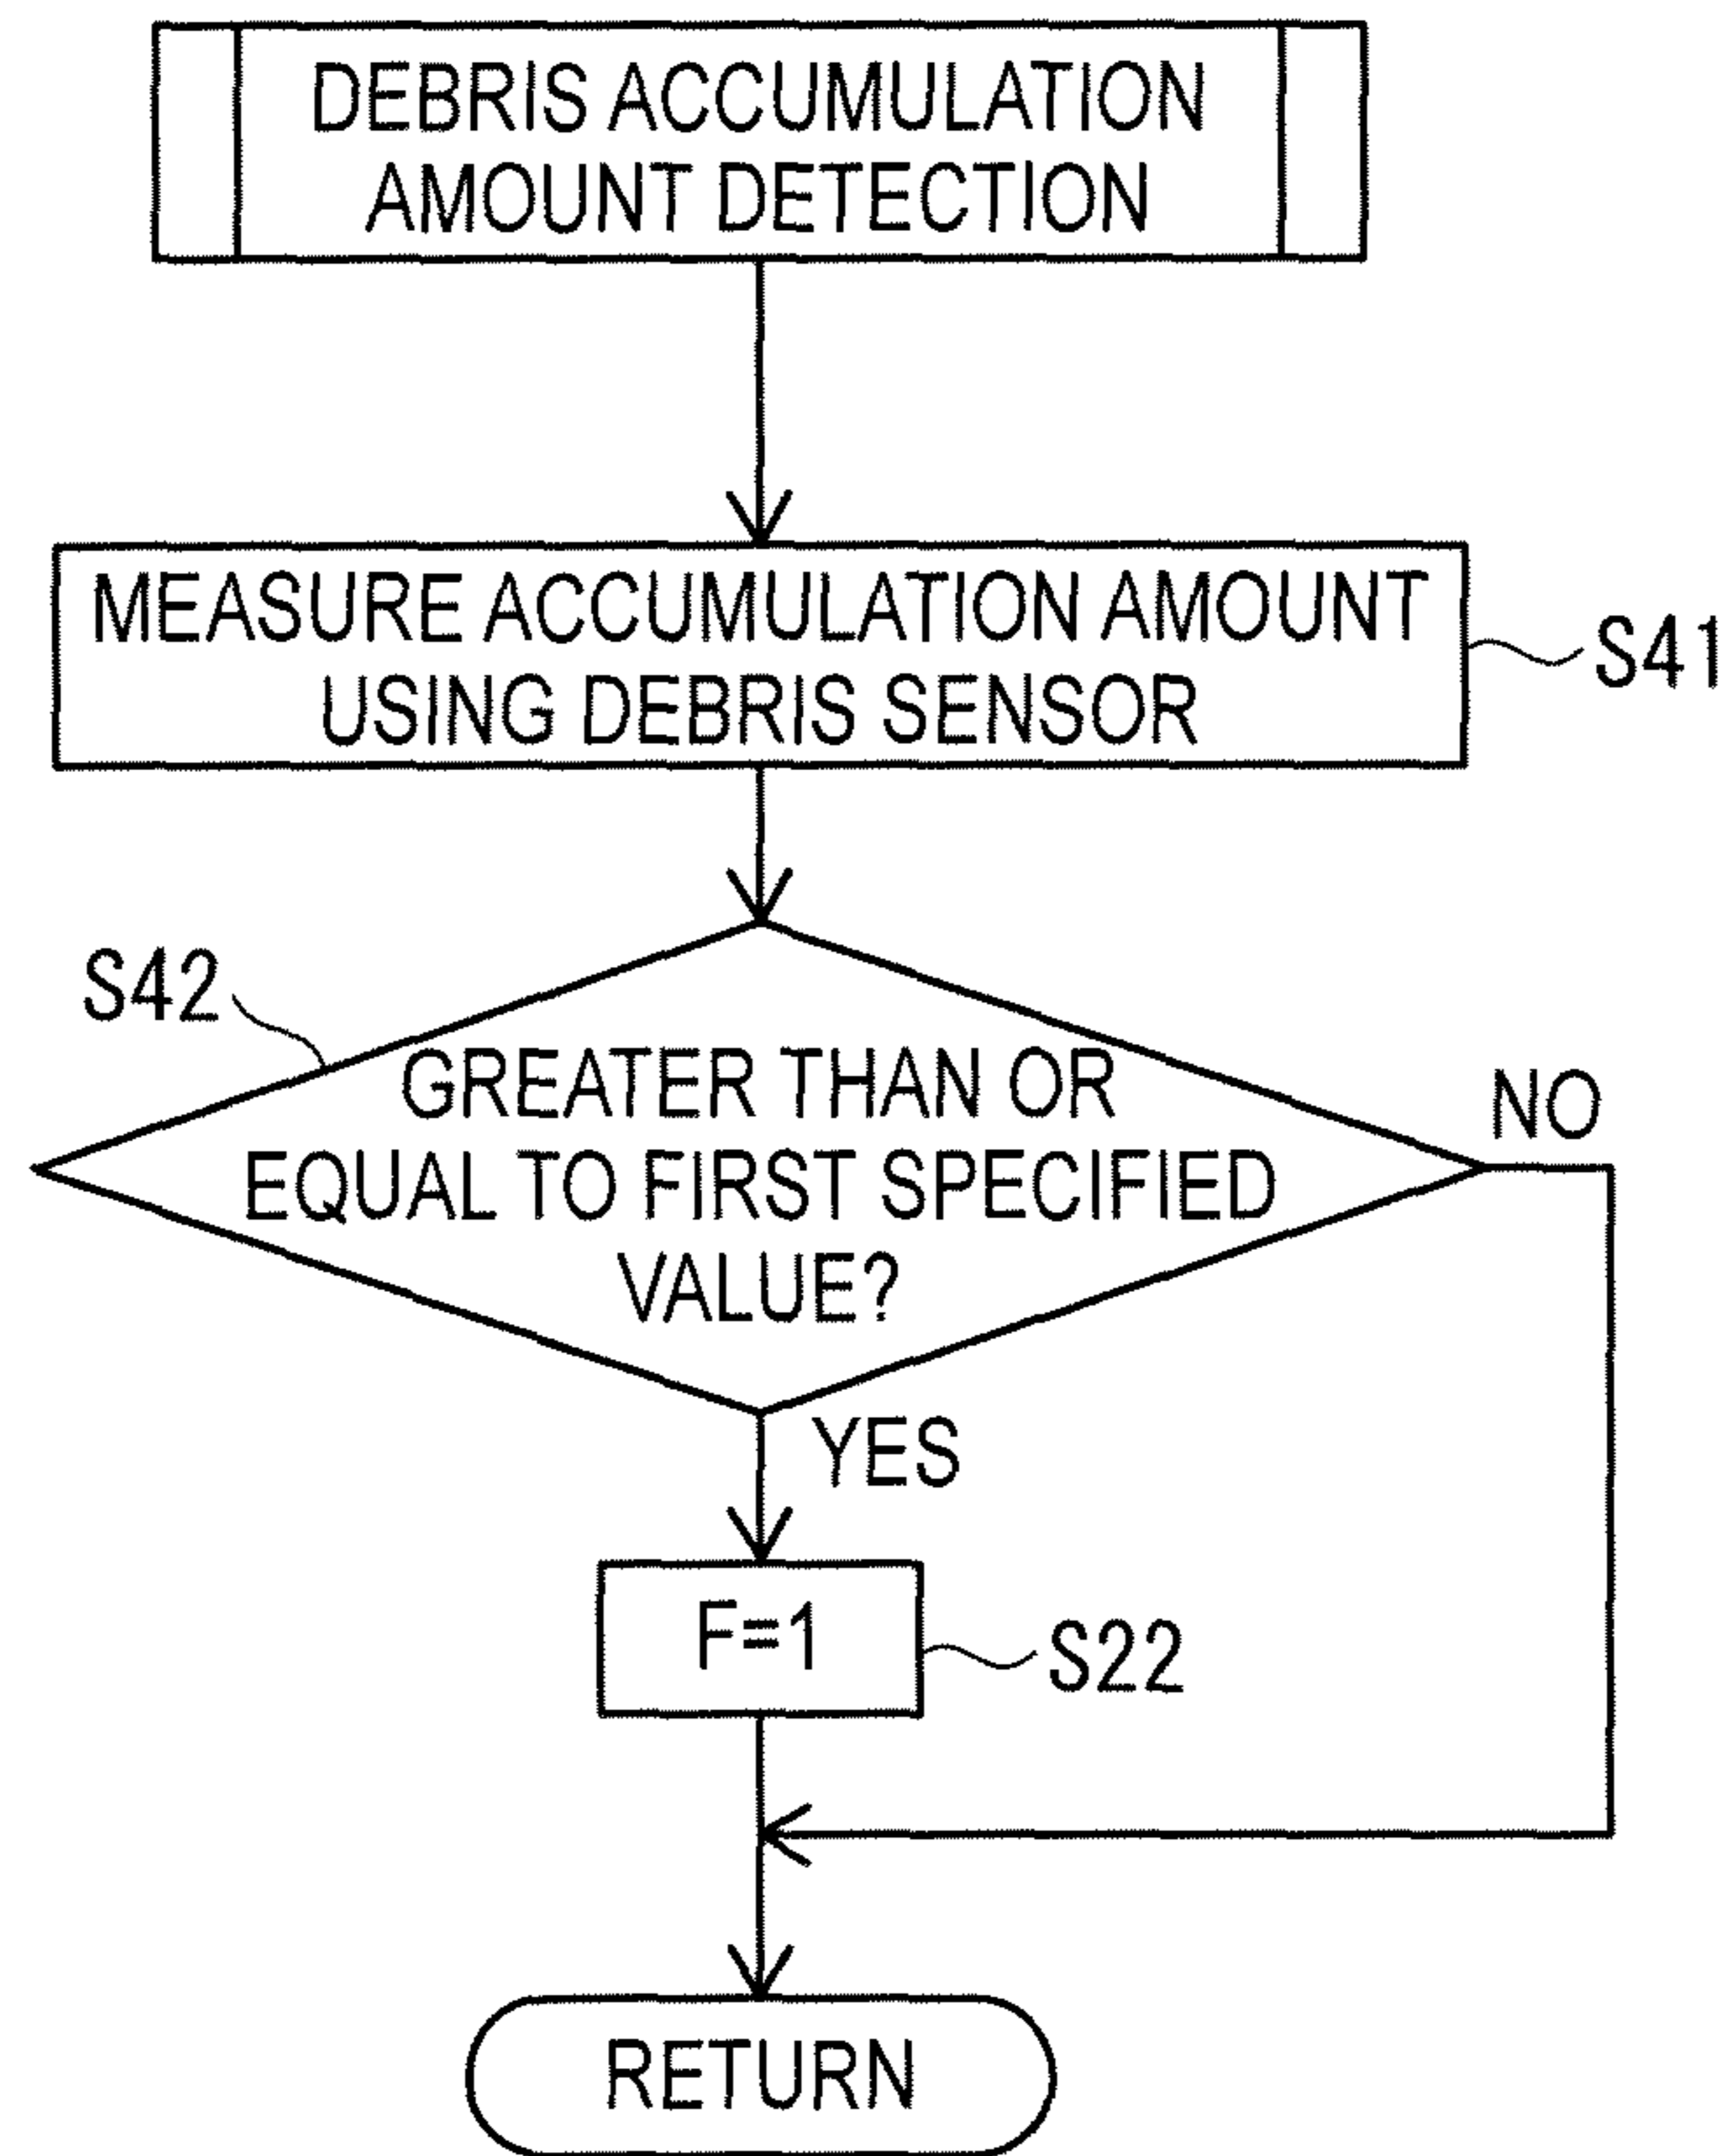 DEBRIS ACCUMULATION
AMOUNT DETECTION
MEASURE ACCUMULATION AMOUNT
USING DEBRIS SENSOR
S41
S42
GREATER THAN OR
EQUAL TO FIRST SPECIFIED
VALUE?
NO
YES
F=1
S22
RETURN